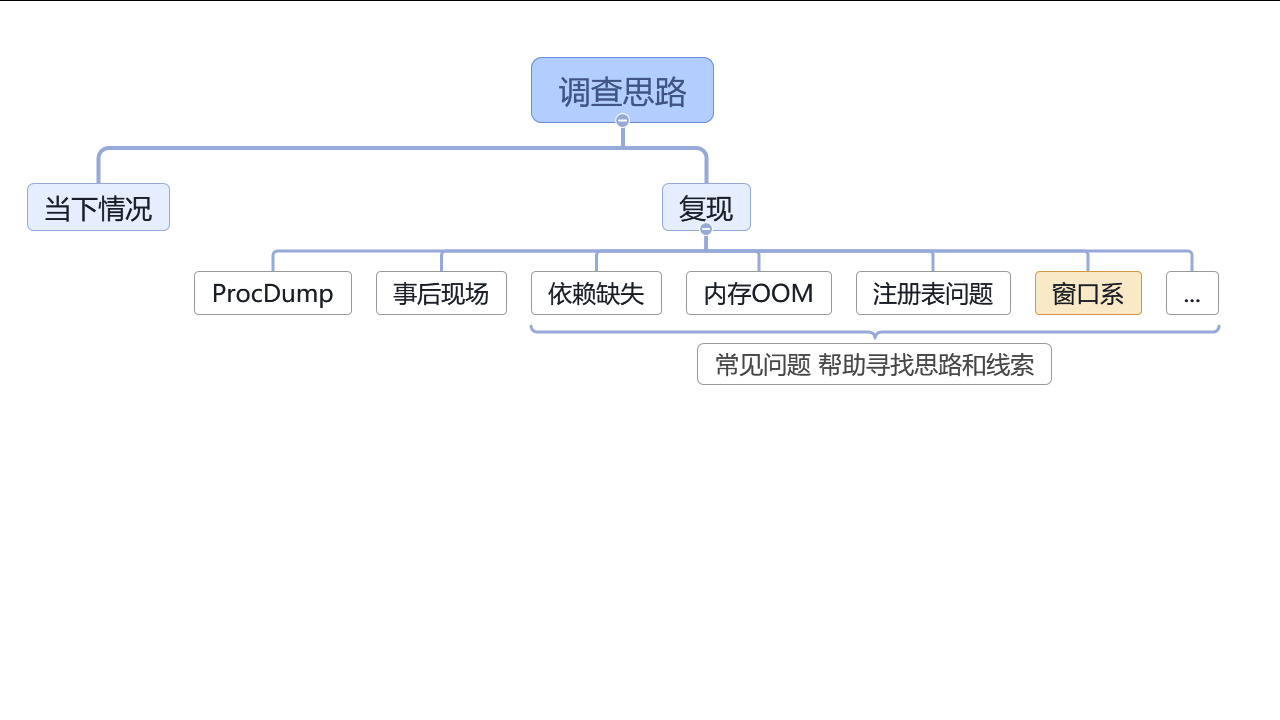 调查思路
当下情况
复现
ProcDump
事后现场
依赖缺失
内存OOM
注册表问题
窗口系
...
常见问题 帮助寻找思路和线索